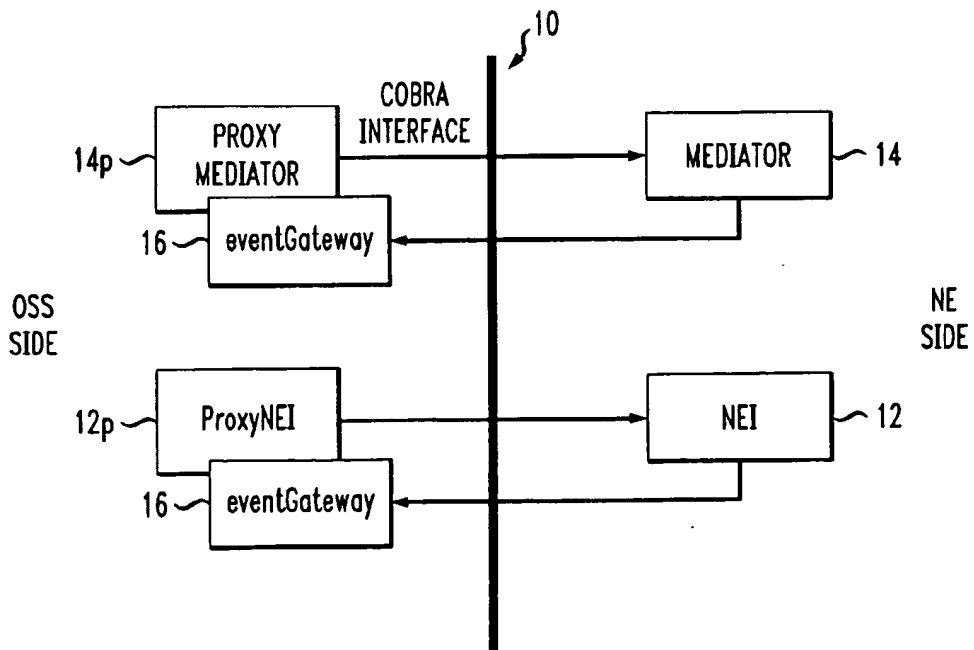 10
COBRA
INTERFACE
PROXY
MEDIATOR
14p
MEDIATOR
14
16
eventGateway
OSS
SIDE
NE
SIDE
12p
ProxyNEI
NEI
12
16
eventGateway